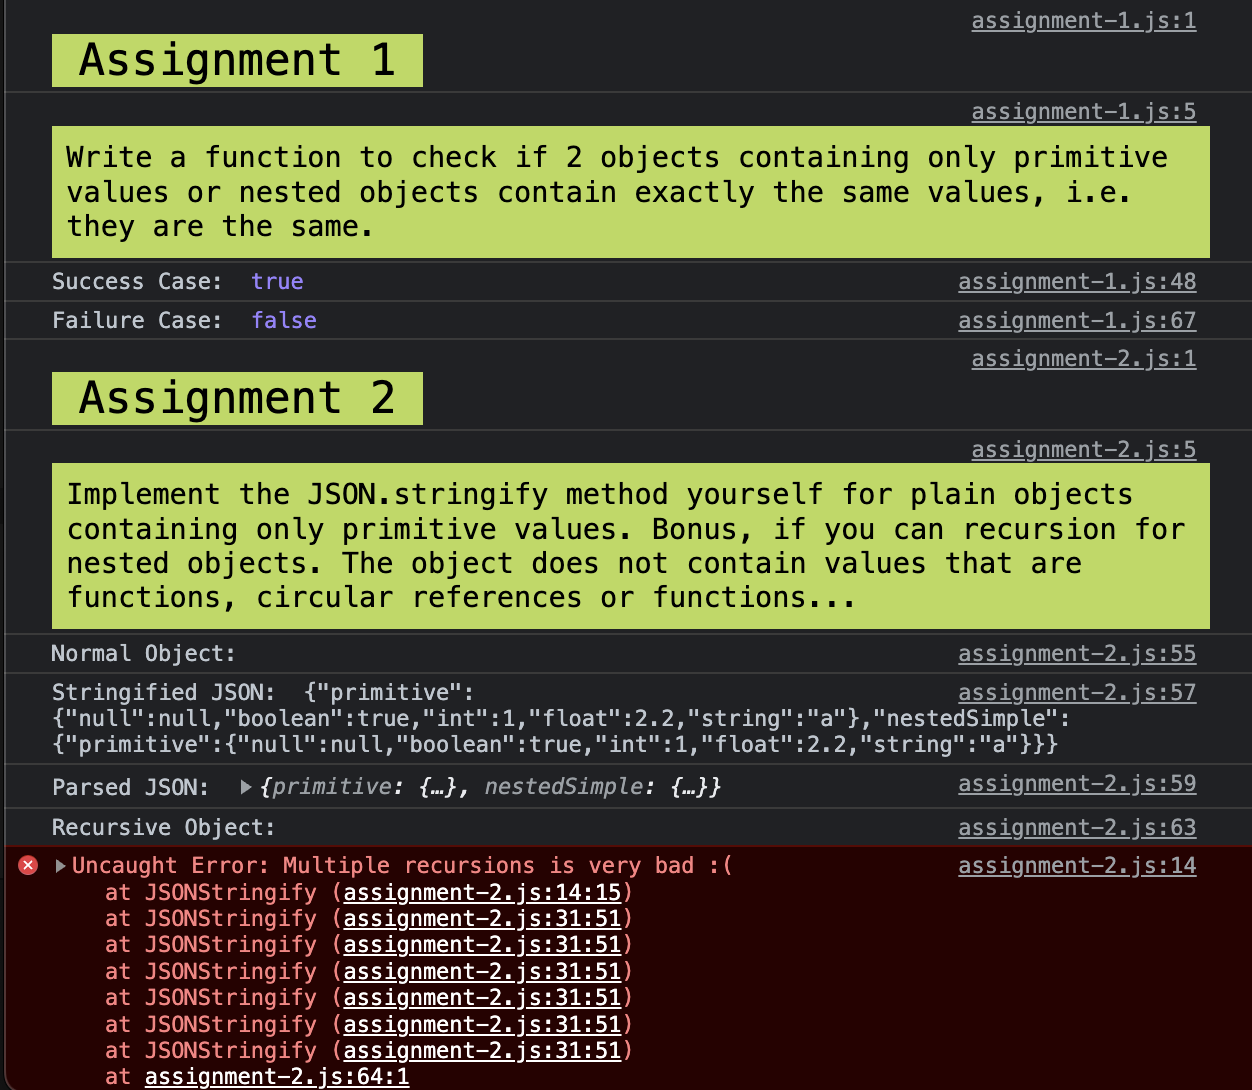 assignment-1.js:1
Assignment 1
assignment-1.js:5
Write a function to check if 2 objects containing only primitive
values or nested objects contain exactly the same values, i.e.
they are the same.
Success Case: true assignment-1.js:48
Failure Case: false assignment-1.js:67
assignment-2.js:1
Assignment 2
assignment-2.js:5
Implement the JSON.stringify method yourself for plain objects
containing only primitive values. Bonus, if you can recursion for
nested objects. The object does not contain values that are
functions, circular references or functions...
Normal Object: assignment-2.js:55
Stringified JSON: {"primitive": assignment-2.js:57
{"null":null,"boolean":true,"int":1,"float":2.2,"string":"a"},"nestedSimple":
{"primitive":{"null":null,"boolean":true,"int":1,"float":2.2,"string":"a"}}}
Parsed JSON: ▶{primitive: {…}, nestedSimple: {…}} assignment-2.js:59
Recursive Object: assignment-2.js:63
▶Uncaught Error: Multiple recursions is very bad :( assignment-2.js:14
at JSONStringify (assignment-2.js:14:15)
at JSONStringify (assignment-2.js:31:51)
at JSONStringify (assignment-2.js:31:51)
at JSONStringify (assignment-2.js:31:51)
at JSONStringify (assignment-2.js:31:51)
at JSONStringify (assignment-2.js:31:51)
at JSONStringify (assignment-2.js:31:51)
at assignment-2.js:64:1